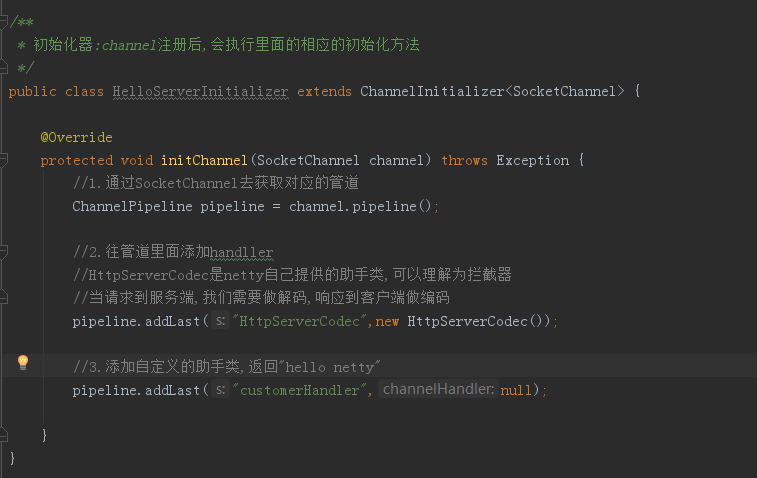 /**
 * 初始化器:channel注册后,会执行里面的相应的初始化方法
 */
public class HelloServerInitializer extends ChannelInitializer<SocketChannel> {
@Override
protected void initChannel(SocketChannel channel) throws Exception {
//1.通过SocketChannel去获取对应的管道
ChannelPipeline pipeline = channel.pipeline();
//2.往管道里面添加handller
//HttpServerCodec是netty自己提供的助手类,可以理解为拦截器
//当请求到服务端,我们需要做解码,响应到客户端做编码
pipeline.addLast( s: "HttpServerCodec",new HttpServerCodec());
//3.添加自定义的助手类,返回"hello netty"
pipeline.addLast( s: "customerHandler", channelHandler: null);
}
}